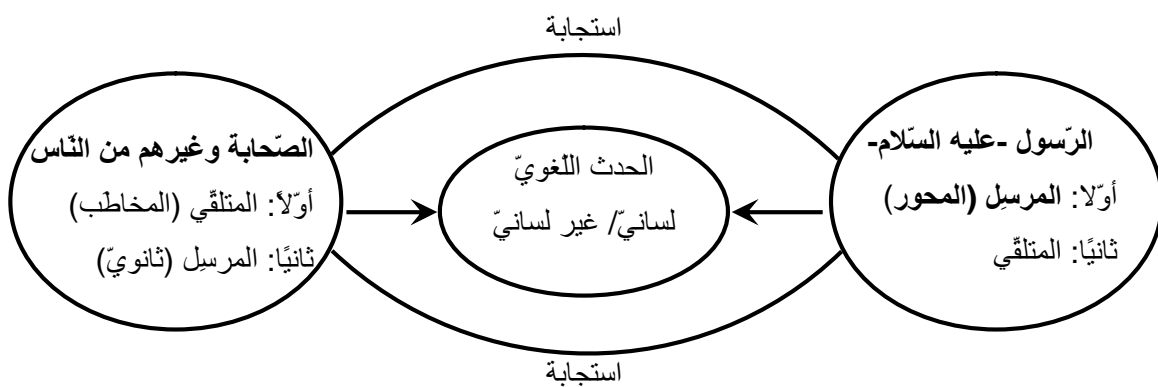 استجابة
الرّسول -عليه السّلام-
أوّلا: المرسِل (المحور)
ثانيًا: المتلقّي
الحدث اللّغويّ
لسانيّ/ غير لسانيّ
الصّحابة وغيرهم من النّاس
أوّلاً: المتلقّي (المخاطَب)
ثانيًا: المرسِل (ثانويّ)
استجابة